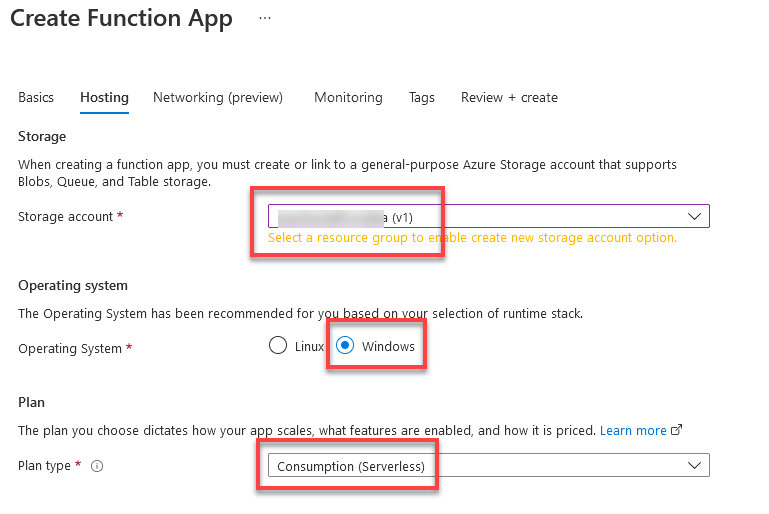 Create Function App ...
Basics Hosting Networking (preview) Monitoring Tags Review + create
Storage
When creating a function app, you must create or link to a general-purpose Azure Storage account that supports
Blobs, Queue, and Table storage.
Storage account * a (v1)
Select a resource group to enable create new storage account option.
Operating system
The Operating System has been recommended for you based on your selection of runtime stack.
Operating System * Linux Windows
Plan
The plan you choose dictates how your app scales, what features are enabled, and how it is priced. Learn more
Plan type * Consumption (Serverless)